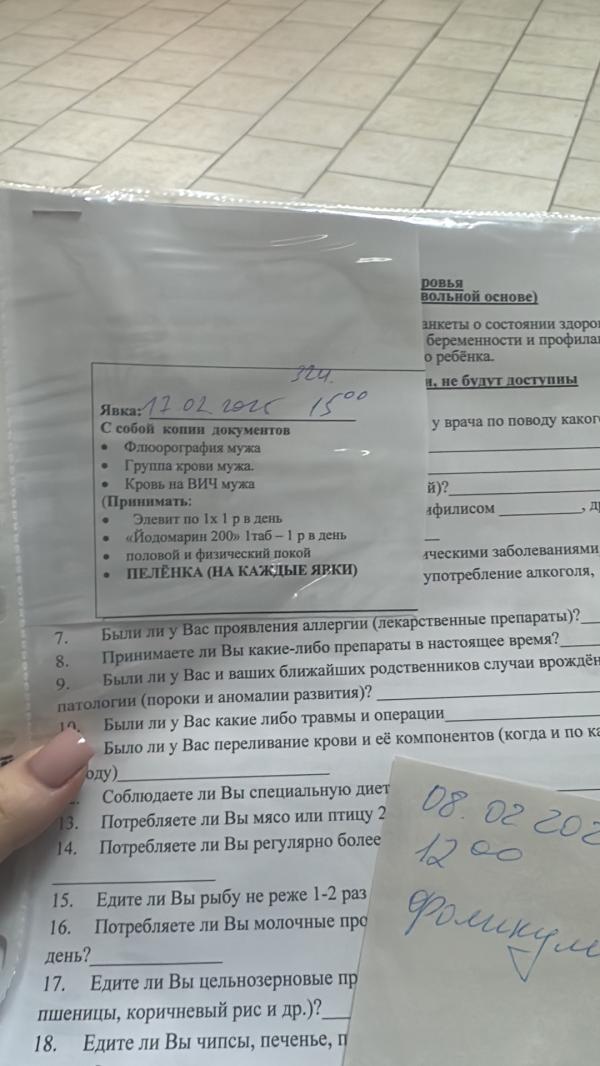 ровья
вольной основе)
анкеты о состоянии здоров
беременности и профилак
о ребёнка.
и, не будут доступны
у врача по поводу каког
й)?
ифилисом , д
ическими заболеваниями
употребление алкоголя,
Явка: 17.02.2025 15⁰⁰
С собой копии документов
• Флюорография мужа
• Группа крови мужа.
• Кровь на ВИЧ мужа
(Принимать:
• Элевит по 1х 1 р в день
• «Йодомарин 200» 1таб – 1 р в день
• половой и физический покой
• ПЕЛЁНКА (НА КАЖДЫЕ ЯВКИ)
7. Были ли у Вас проявления аллергии (лекарственные препараты)?
8. Принимаете ли Вы какие-либо препараты в настоящее время?
9. Были ли у Вас и ваших ближайших родственников случаи врождён
патологии (пороки и аномалии развития)?
10. Были ли у Вас какие либо травмы и операции
Было ли у Вас переливание крови и её компонентов (когда и по ка
оду)
Соблюдаете ли Вы специальную диет
13. Потребляете ли Вы мясо или птицу 2
14. Потребляете ли Вы регулярно более
15. Едите ли Вы рыбу не реже 1-2 раз
16. Потребляете ли Вы молочные про
день?
17. Едите ли Вы цельнозерновые пр
пшеницы, коричневый рис и др.)?
18. Едите ли Вы чипсы, печенье, п
08.02 202
12 00